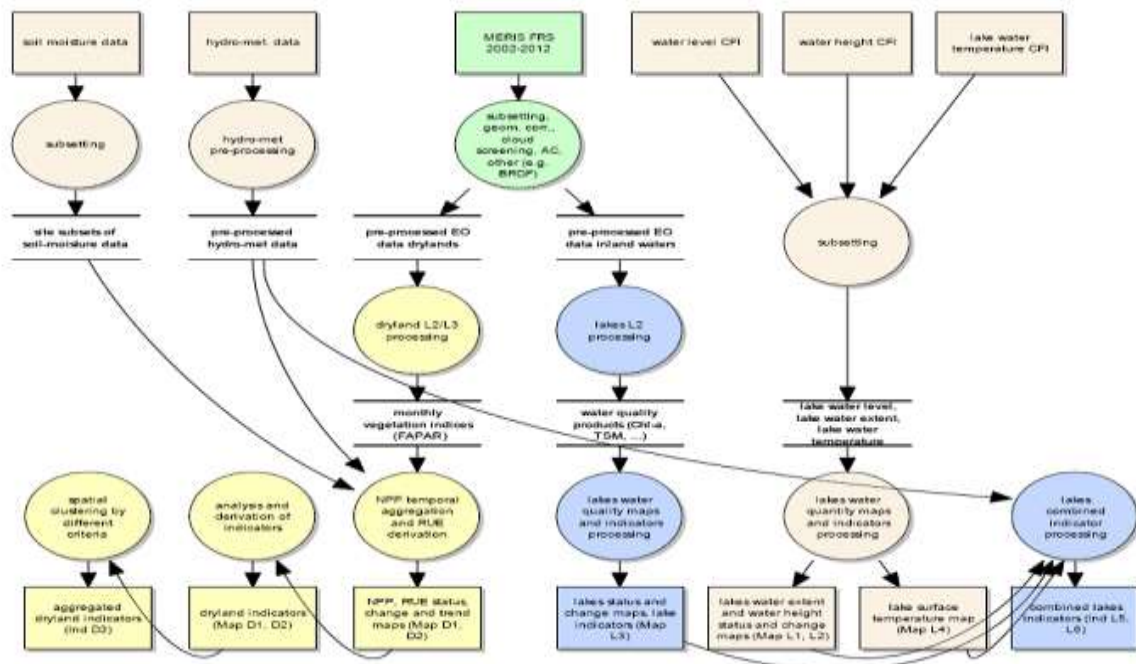 soil moisture data
hydro-met. data
MERIS FRS
2002-2012
water level CFI
water height CFI
lake water
temperature CFI
subsetting
hydro-met
pre-processing
subsetting,
geom. corr.,
cloud
screening, AC,
other (e.g.
BRDF)
site subsets of
soil-moisture data
pre-processed
hydro-met data
pre-processed EO
data drylands
pre-processed EO
data inland waters
subsetting
dryland L2/L3
processing
lakes L2
processing
monthly
vegetation indices
(FAPAR)
water quality
products (Chl-a,
TSM, ...)
lake water level,
lake water extent,
lake water
temperature
spatial
clustering by
different
criteria
analysis and
derivation of
indicators
NPP temporal
aggregation
and RUE
derivation
lakes water
quality maps
and indicators
processing
lakes water
quantity maps
and indicators
processing
lakes
combined
indicator
processing
aggregated
dryland indicators
(Ind D3)
dryland indicators
(Map D1, D2)
NPP, RUE status,
change and trend
maps (Map D1,
D2)
lakes status and
change maps, lake
indicators (Map
L3)
lakes water extent
and water height
status and change
maps (Map L1, L2)
lake surface
temperature map
(Map L4)
combined lakes
indicators (Ind L5,
L6)